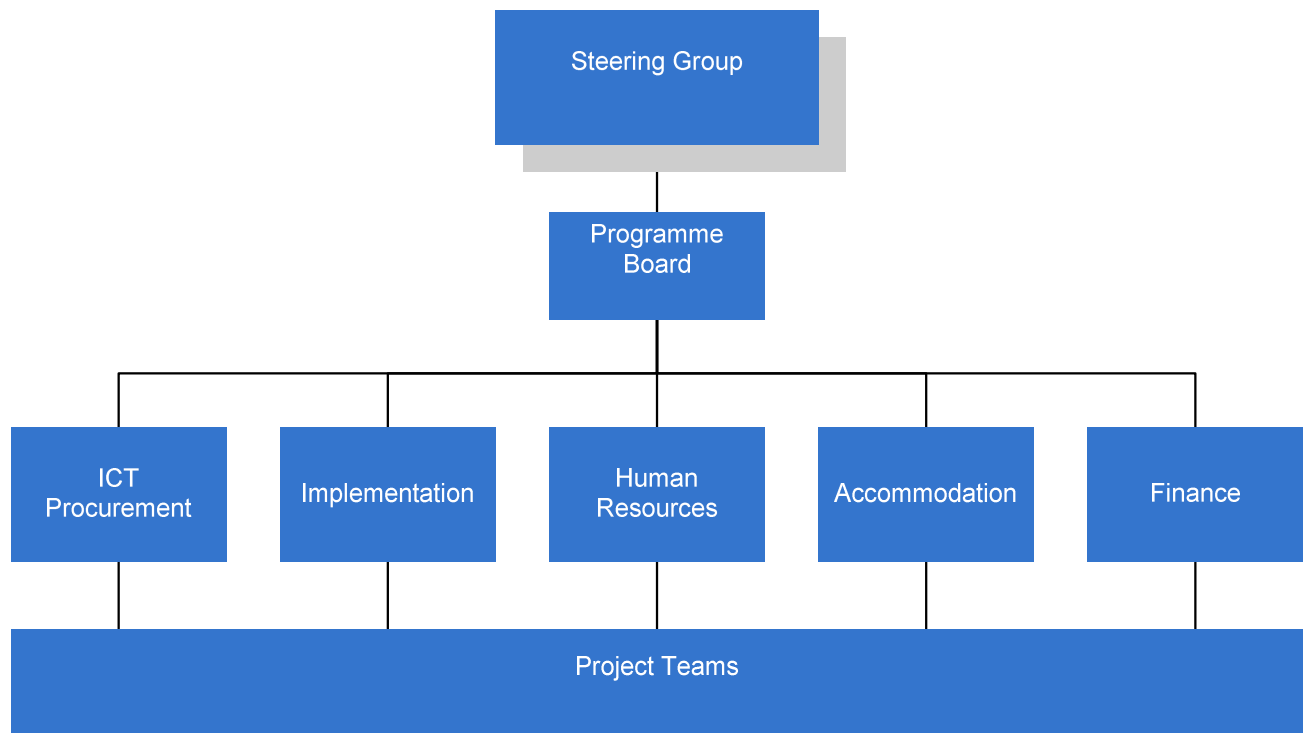 Steering Group
Programme
Board
ICT
Procurement
Implementation
Human
Resources
Accommodation
Finance
Project Teams